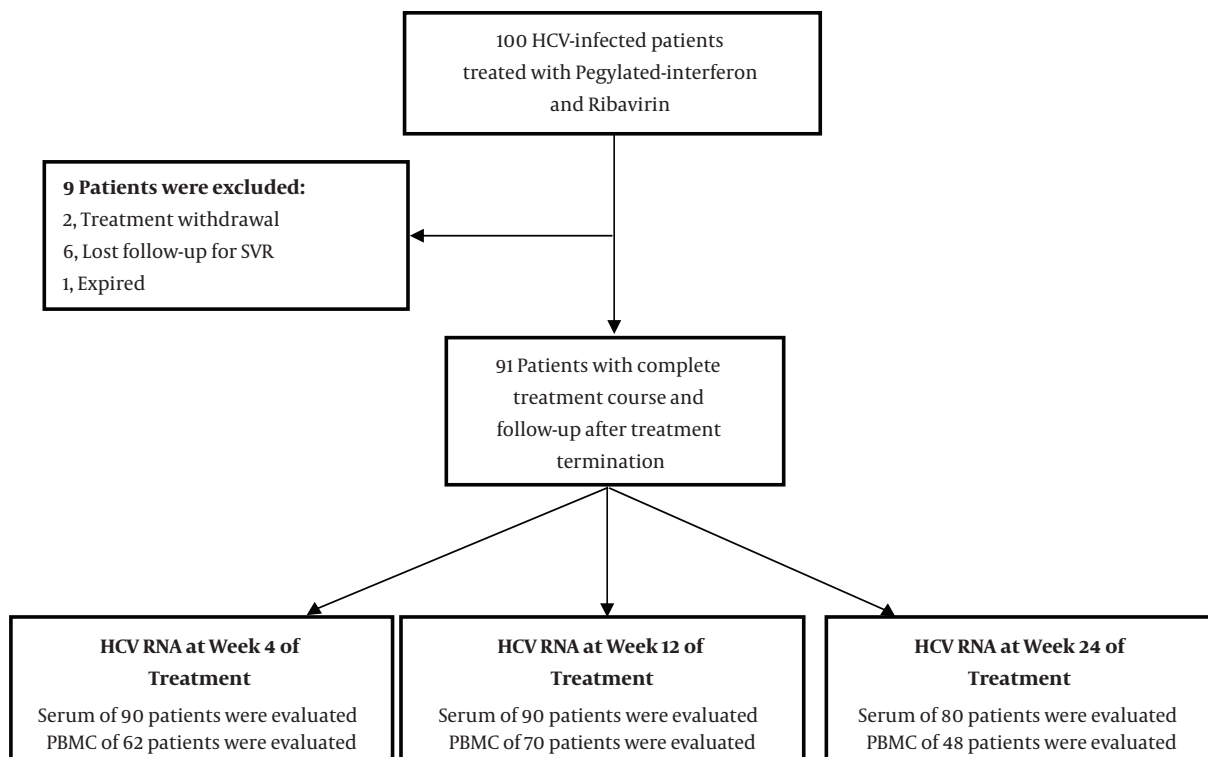 100 HCV-infected patients
treated with Pegylated-interferon
and Ribavirin
9 Patients were excluded:
2, Treatment withdrawal
6, Lost follow-up for SVR
1, Expired
91 Patients with complete
treatment course and
follow-up after treatment
termination
HCV RNA at Week 4 of
Treatment
Serum of 90 patients were evaluated
PBMC of 62 patients were evaluated
HCV RNA at Week 12 of
Treatment
Serum of 90 patients were evaluated
PBMC of 70 patients were evaluated
HCV RNA at Week 24 of
Treatment
Serum of 80 patients were evaluated
PBMC of 48 patients were evaluated